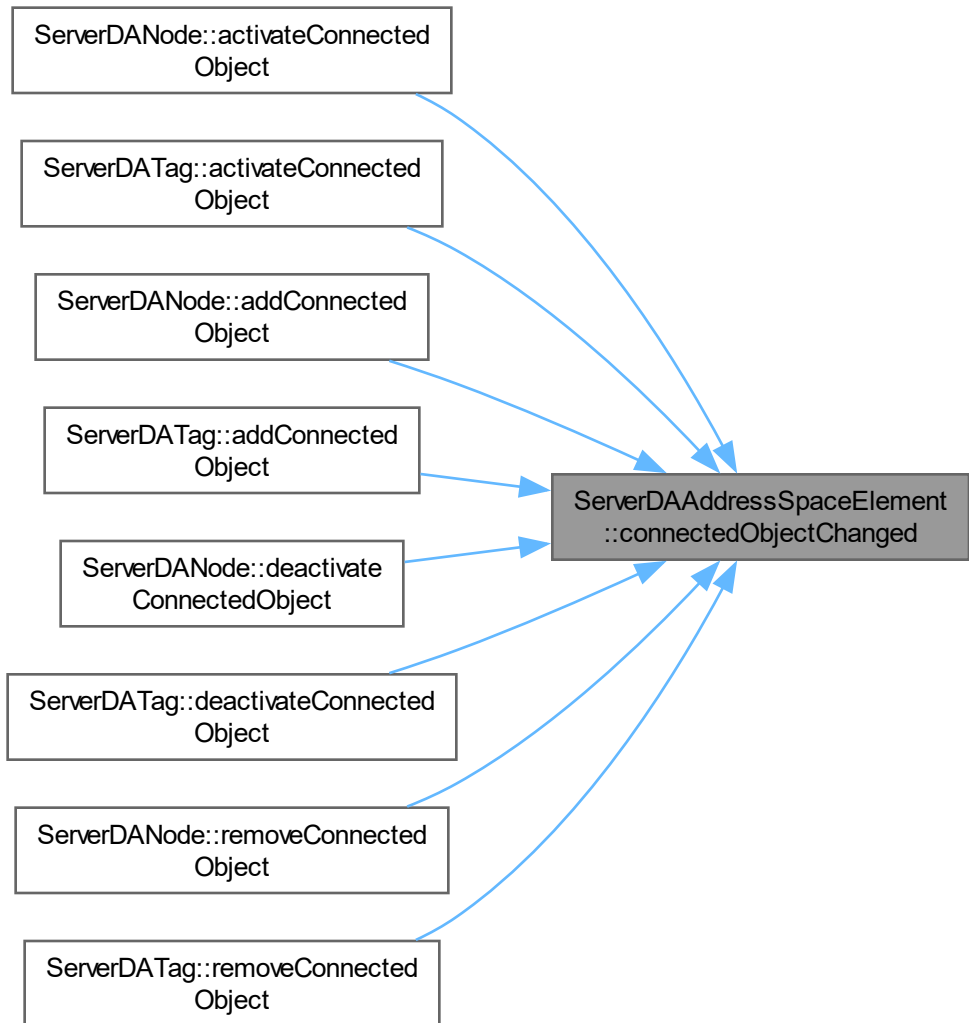 ServerDANode::activateConnected
Object
ServerDATag::activateConnected
Object
ServerDANode::addConnected
Object
ServerDATag::addConnected
Object
ServerDAAddressSpaceElement
::connectedObjectChanged
ServerDANode::deactivate
ConnectedObject
ServerDATag::deactivateConnected
Object
ServerDANode::removeConnected
Object
ServerDATag::removeConnected
Object